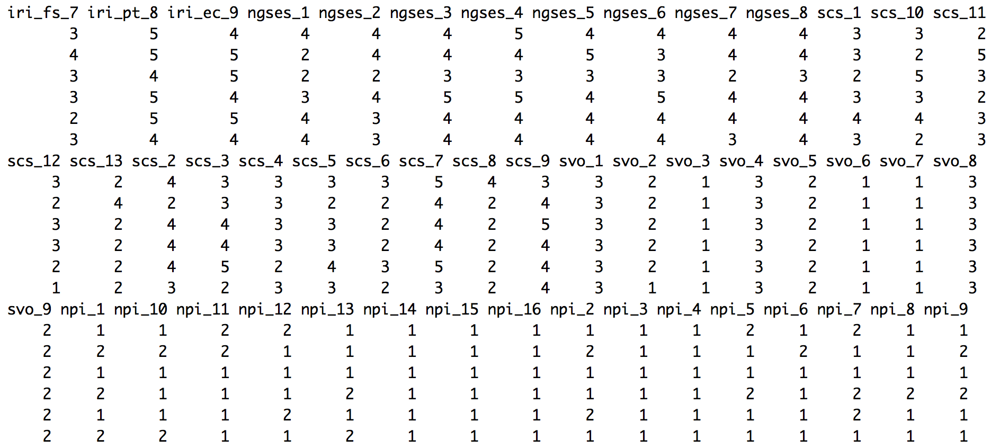 iri_fs_7 iri_pt_8 iri_ec_9 ngses_1 ngses_2 ngses_3 ngses_4 ngses_5 ngses_6 ngses_7 ngses_8 scs_1 scs_10 scs_11
3 5 4 4 4 4 5 4 4 4 4 3 3 2
4 5 5 2 4 4 4 5 3 4 4 3 2 5
3 4 5 2 2 3 3 3 3 2 3 2 5 3
3 5 4 3 4 5 5 4 5 4 4 3 3 2
2 5 5 4 3 4 4 4 4 4 4 4 4 3
3 4 4 4 3 4 4 4 4 3 4 3 2 3
scs_12 scs_13 scs_2 scs_3 scs_4 scs_5 scs_6 scs_7 scs_8 scs_9 svo_1 svo_2 svo_3 svo_4 svo_5 svo_6 svo_7 svo_8
3 2 4 3 3 3 3 5 4 3 3 2 1 3 2 1 1 3
2 4 2 3 3 2 2 4 2 4 3 2 1 3 2 1 1 3
3 2 4 4 3 3 2 4 2 5 3 2 1 3 2 1 1 3
3 2 4 4 3 3 2 4 2 4 3 2 1 3 2 1 1 3
2 2 4 5 2 4 3 5 2 4 3 2 1 3 2 1 1 3
1 2 3 2 3 3 2 3 2 4 3 1 1 3 2 1 1 3
svo_9 npi_1 npi_10 npi_11 npi_12 npi_13 npi_14 npi_15 npi_16 npi_2 npi_3 npi_4 npi_5 npi_6 npi_7 npi_8 npi_9
2 1 1 2 2 1 1 1 1 1 1 1 2 1 2 1 1
2 2 2 2 1 1 1 1 1 2 1 1 1 2 1 1 2
2 1 1 1 1 1 1 1 1 1 1 1 1 1 1 1 1
2 2 1 1 1 2 1 1 1 1 1 1 2 1 2 2 2
2 1 1 1 2 1 1 1 1 2 1 1 1 1 2 1 1
2 2 2 1 1 2 1 1 1 1 1 1 1 1 1 1 1